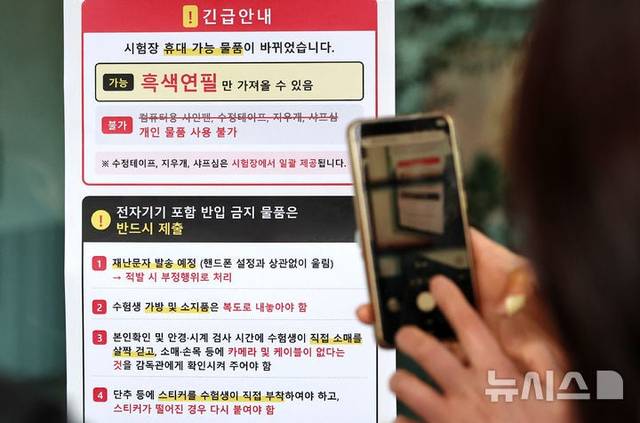 ! 긴급안내
시험장 휴대 가능 물품이 바뀌었습니다.
가능 흑색연필만 가져올 수 있음
불가 컴퓨터용 사인펜, 수정테이프, 지우개, 샤프심
개인 물품 사용 불가
※ 수정테이프, 지우개, 샤프심은 시험장에서 일괄 제공됩니다.
! 전자기기 포함 반입 금지 물품은
반드시 제출
1 재난문자 발송 예정 (핸드폰 설정과 상관없이 울림)
→ 적발 시 부정행위로 처리
2 수험생 가방 및 소지품은 복도로 내놓아야 함
3 본인확인 및 안경·시계 검사 시간에 수험생이 직접 소매를
살짝 걷고, 소매·손목 등에 카메라 및 케이블이 없다는
것을 감독관에게 확인시켜 주어야 함
4 단추 등에 스티커를 수험생이 직접 부착하여야 하고,
스티커가 떨어진 경우 다시 붙여야 함
뉴시스